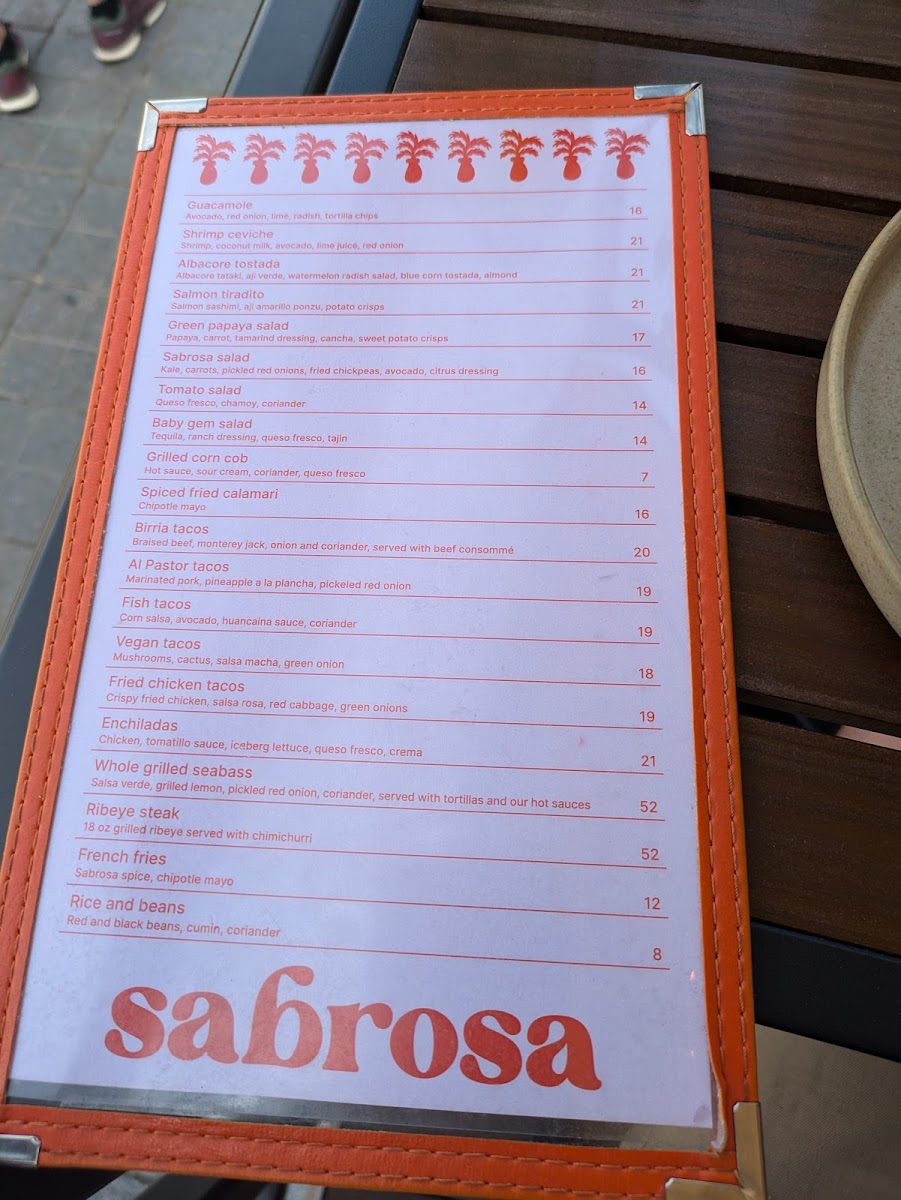 Guacamole
Avocado, red onion, lime, radish, tortilla chips
16
Shrimp ceviche
Shrimp, coconut milk, avocado, lime juice, red onion
21
Albacore tostada
Albacore tataki, aji verde, watermelon radish salad, blue corn tostada, almond
21
Salmon tiradito
Salmon sashimi, aji amarillo ponzu, potato crisps
21
Green papaya salad
Papaya, carrot, tamarind dressing, cancha, sweet potato crisps
17
Sabrosa salad
Kale, carrots, pickled red onions, fried chickpeas, avocado, citrus dressing
16
Tomato salad
Queso fresco, chamoy, coriander
14
Baby gem salad
Tequila, ranch dressing, queso fresco, tajin
14
Grilled corn cob
Hot sauce, sour cream, coriander, queso fresco
7
Spiced fried calamari
Chipotle mayo
16
Birria tacos
Braised beef, monterey jack, onion and coriander, served with beef consommé
20
Al Pastor tacos
Marinated pork, pineapple a la plancha, pickeled red onion
19
Fish tacos
Corn salsa, avocado, huancaina sauce, coriander
19
Vegan tacos
Mushrooms, cactus, salsa macha, green onion
18
Fried chicken tacos
Crispy fried chicken, salsa rosa, red cabbage, green onions
19
Enchiladas
Chicken, tomatillo sauce, iceberg lettuce, queso fresco, crema
21
Whole grilled seabass
Salsa verde, grilled lemon, pickled red onion, coriander, served with tortillas and our hot sauces
52
Ribeye steak
18 oz grilled ribeye served with chimichurri
52
French fries
Sabrosa spice, chipotle mayo
12
Rice and beans
Red and black beans, cumin, coriander
8
sabrosa